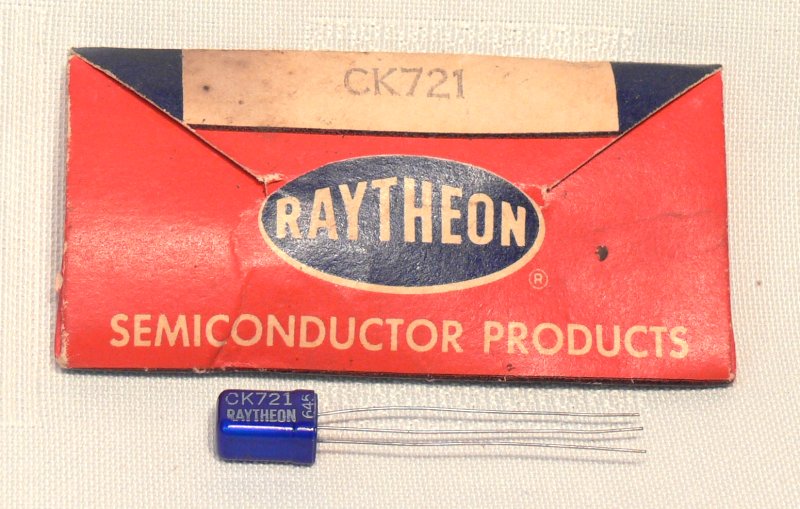 CK721
RAYTHEON
®
SEMICONDUCTOR PRODUCTS
CK721
RAYTHEON